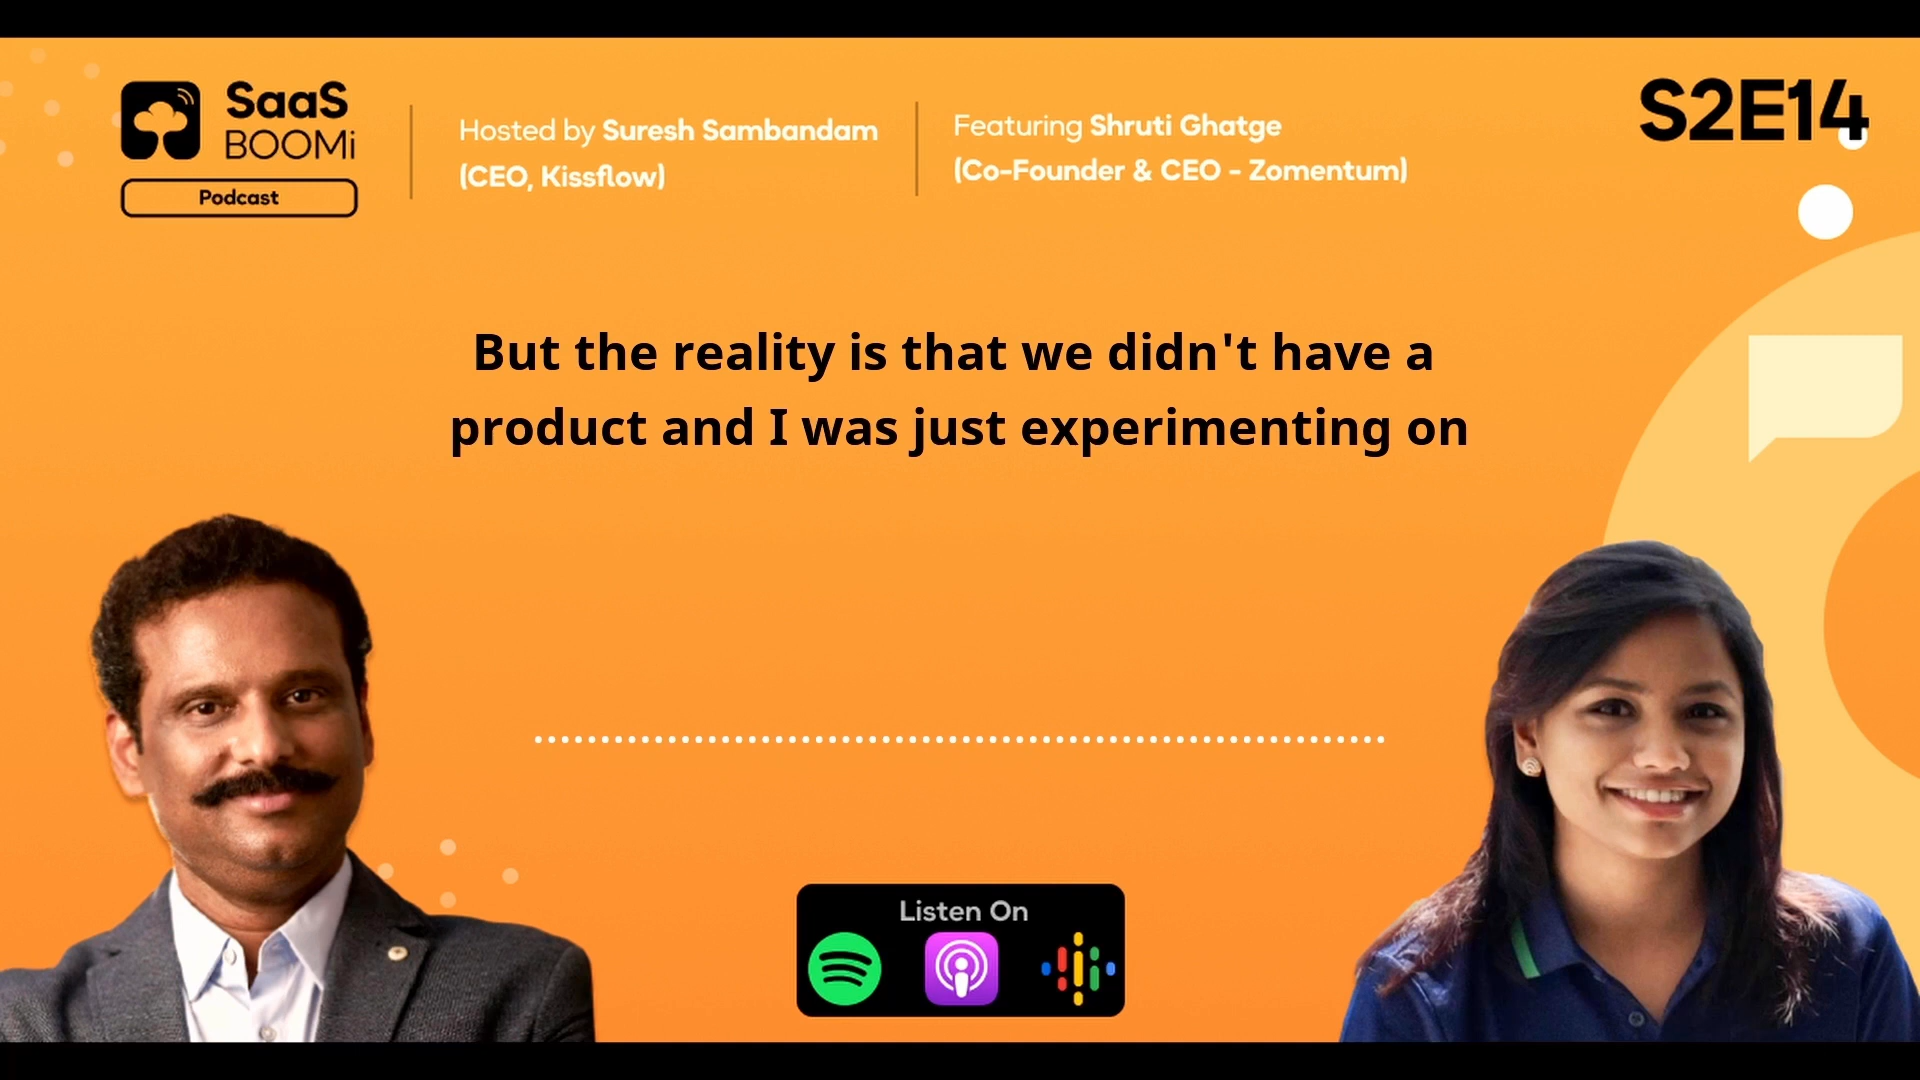 SaaS
BOOMi
Podcast
Hosted by Suresh Sambandam
(CEO, Kissflow)
Featuring Shruti Ghatge
(Co-Founder & CEO - Zomentum)
S2E14
But the reality is that we didn't have a
product and I was just experimenting on
Listen On